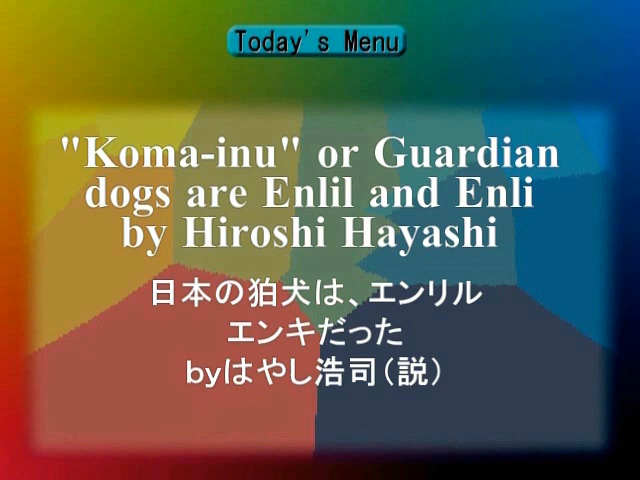 Today's Menu
"Koma-inu" or Guardian
dogs are Enlil and Enli
by Hiroshi Hayashi
日本の狛犬は、エンリル
エンキだった
byはやし浩司（説）